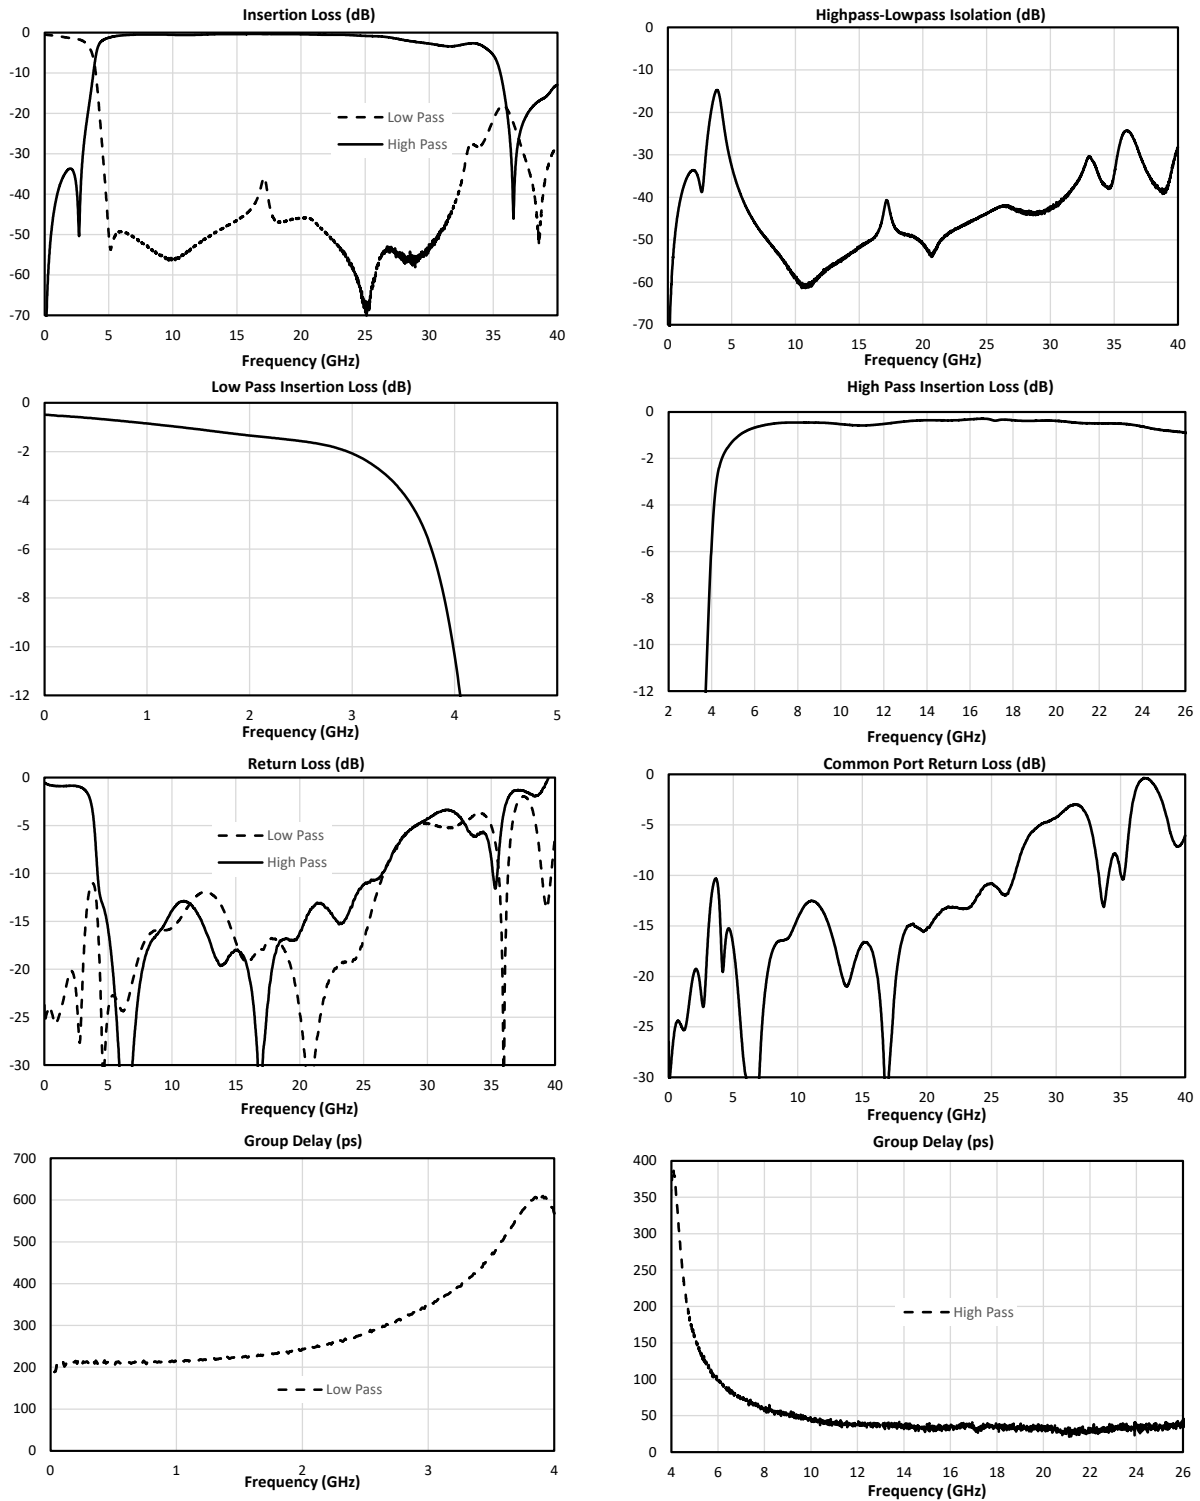 Insertion Loss (dB)
0
-10
-20
-30
-40
-50
-60
-70
Low Pass
High Pass
0 5 10 15 20 25 30 35 40
Frequency (GHz)
Highpass-Lowpass Isolation (dB)
0
-10
-20
-30
-40
-50
-60
-70
0 5 10 15 20 25 30 35 40
Frequency (GHz)
Low Pass Insertion Loss (dB)
0
-2
-4
-6
-8
-10
-12
0 1 2 3 4 5
Frequency (GHz)
High Pass Insertion Loss (dB)
0
-2
-4
-6
-8
-10
-12
2 4 6 8 10 12 14 16 18 20 22 24 26
Frequency (GHz)
Return Loss (dB)
0
-5
-10
-15
-20
-25
-30
Low Pass
High Pass
0 5 10 15 20 25 30 35 40
Frequency (GHz)
Common Port Return Loss (dB)
0
-5
-10
-15
-20
-25
-30
0 5 10 15 20 25 30 35 40
Frequency (GHz)
Group Delay (ps)
700
600
500
400
300
200
100
0
Low Pass
0 1 2 3 4
Frequency (GHz)
Group Delay (ps)
400
350
300
250
200
150
100
50
0
High Pass
4 6 8 10 12 14 16 18 20 22 24 26
Frequency (GHz)